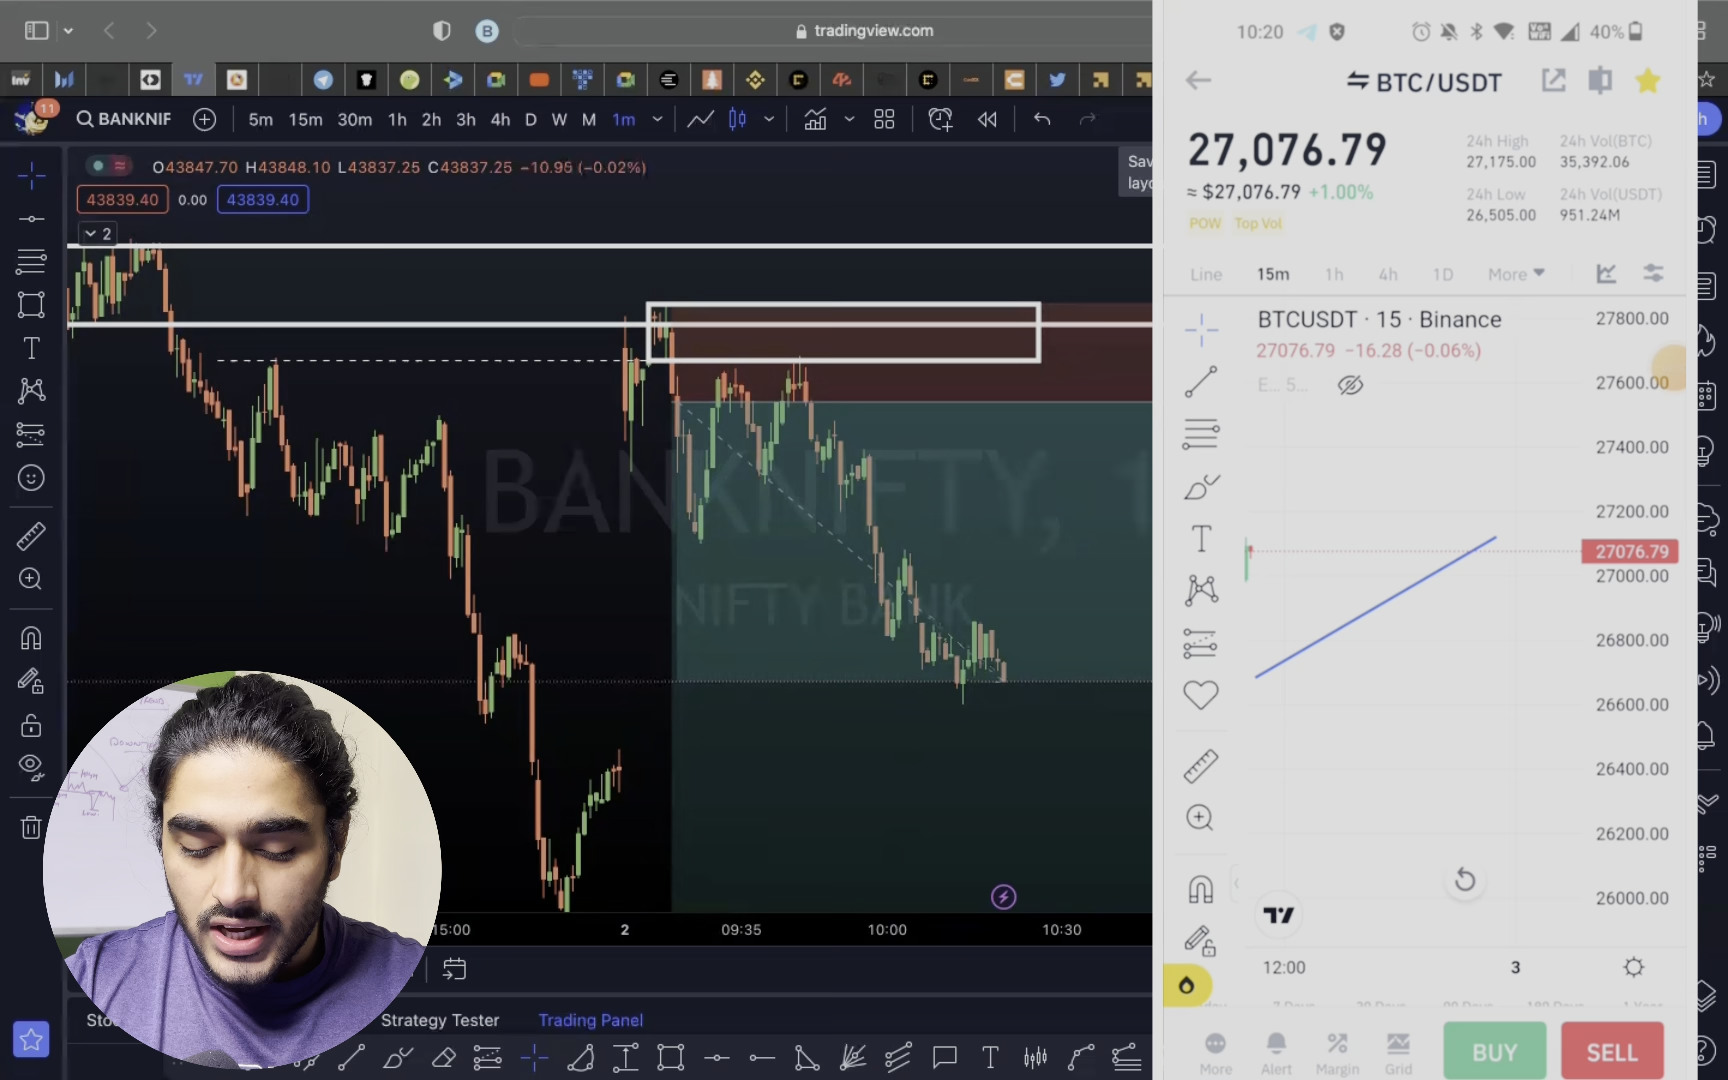 tradingview.com
11
BANKNIF
5m 15m 30m 1h 2h 3h 4h D W M 1m
O43847.70 H43848.10 L43837.25 C43837.25 −10.95 (−0.02%)
43839.40 0.00 43839.40
2
BANKNIFTY, 1
NIFTY BANK
15:00 2 09:35 10:00 10:30
Strategy Tester Trading Panel
10:20 40%
BTC/USDT
27,076.79
≈ $27,076.79 +1.00%
POW Top Vol
24h High
27,175.00
24h Low
26,505.00
24h Vol(BTC)
35,392.06
24h Vol(USDT)
951.24M
Line 15m 1h 4h 1D More
BTCUSDT · 15 · Binance
27076.79 −16.28 (−0.06%)
E... 5...
27800.00
27600.00
27400.00
27200.00
27076.79
27000.00
26800.00
26600.00
26400.00
26200.00
26000.00
12:00 3
More Alert Margin Grid BUY SELL